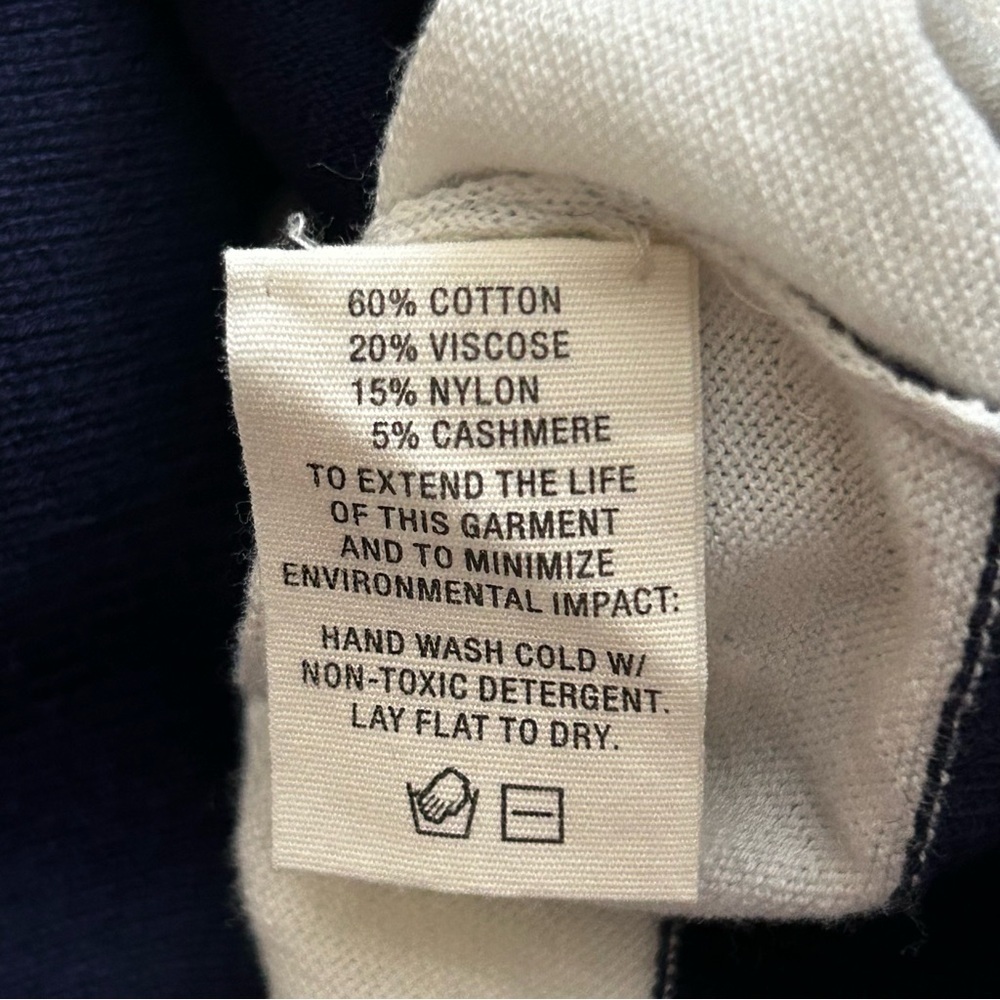 60% COTTON
20% VISCOSE
15% NYLON
5% CASHMERE
TO EXTEND THE LIFE
OF THIS GARMENT
AND TO MINIMIZE
ENVIRONMENTAL IMPACT:
HAND WASH COLD W/
NON-TOXIC DETERGENT.
LAY FLAT TO DRY.